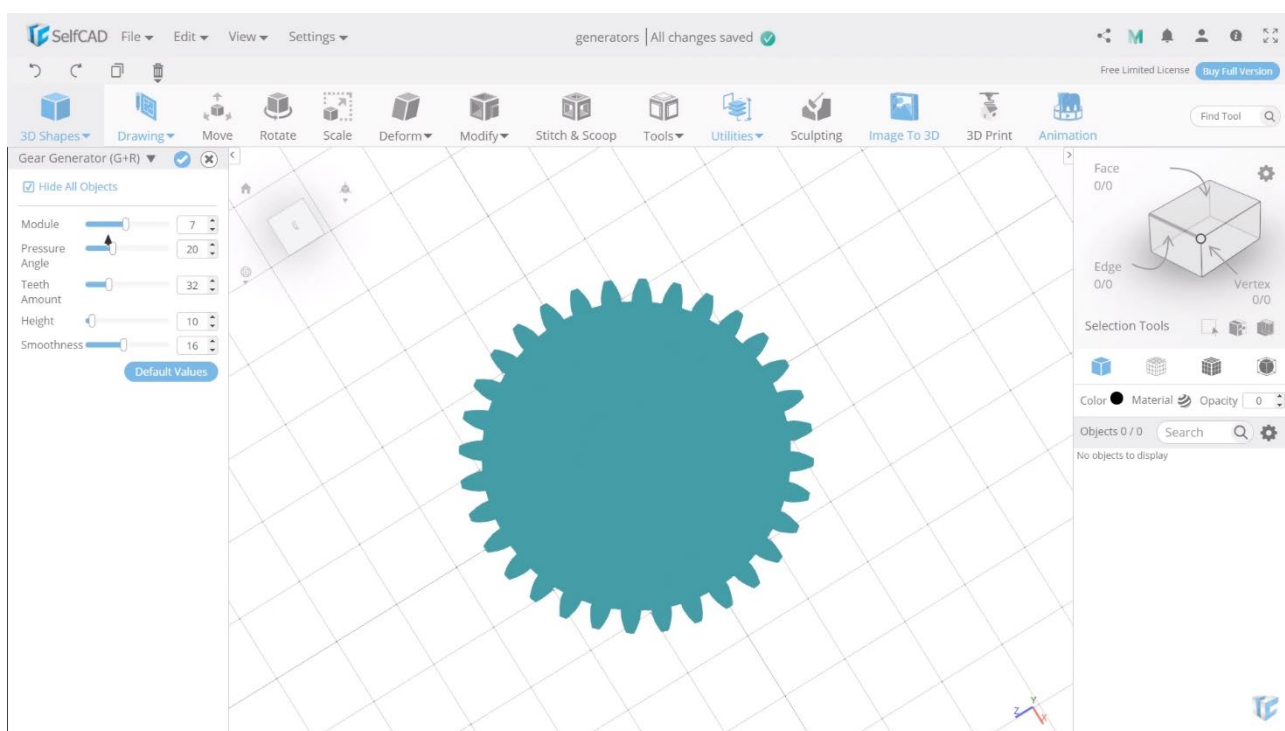 SelfCAD File Edit View Settings generators | All changes saved
Free Limited License Buy Full Version
3D Shapes Drawing Move Rotate Scale Deform Modify Stitch & Scoop Tools Utilities Sculpting Image To 3D 3D Print Animation Find Tool
Gear Generator (G+R)
Hide All Objects
Module 7
Pressure Angle 20
Teeth Amount 32
Height 10
Smoothness 16
Default Values
Face
0/0
Edge
0/0
Vertex
0/0
Selection Tools
Color Material Opacity 0
Objects 0 / 0 Search
No objects to display
Z Y X